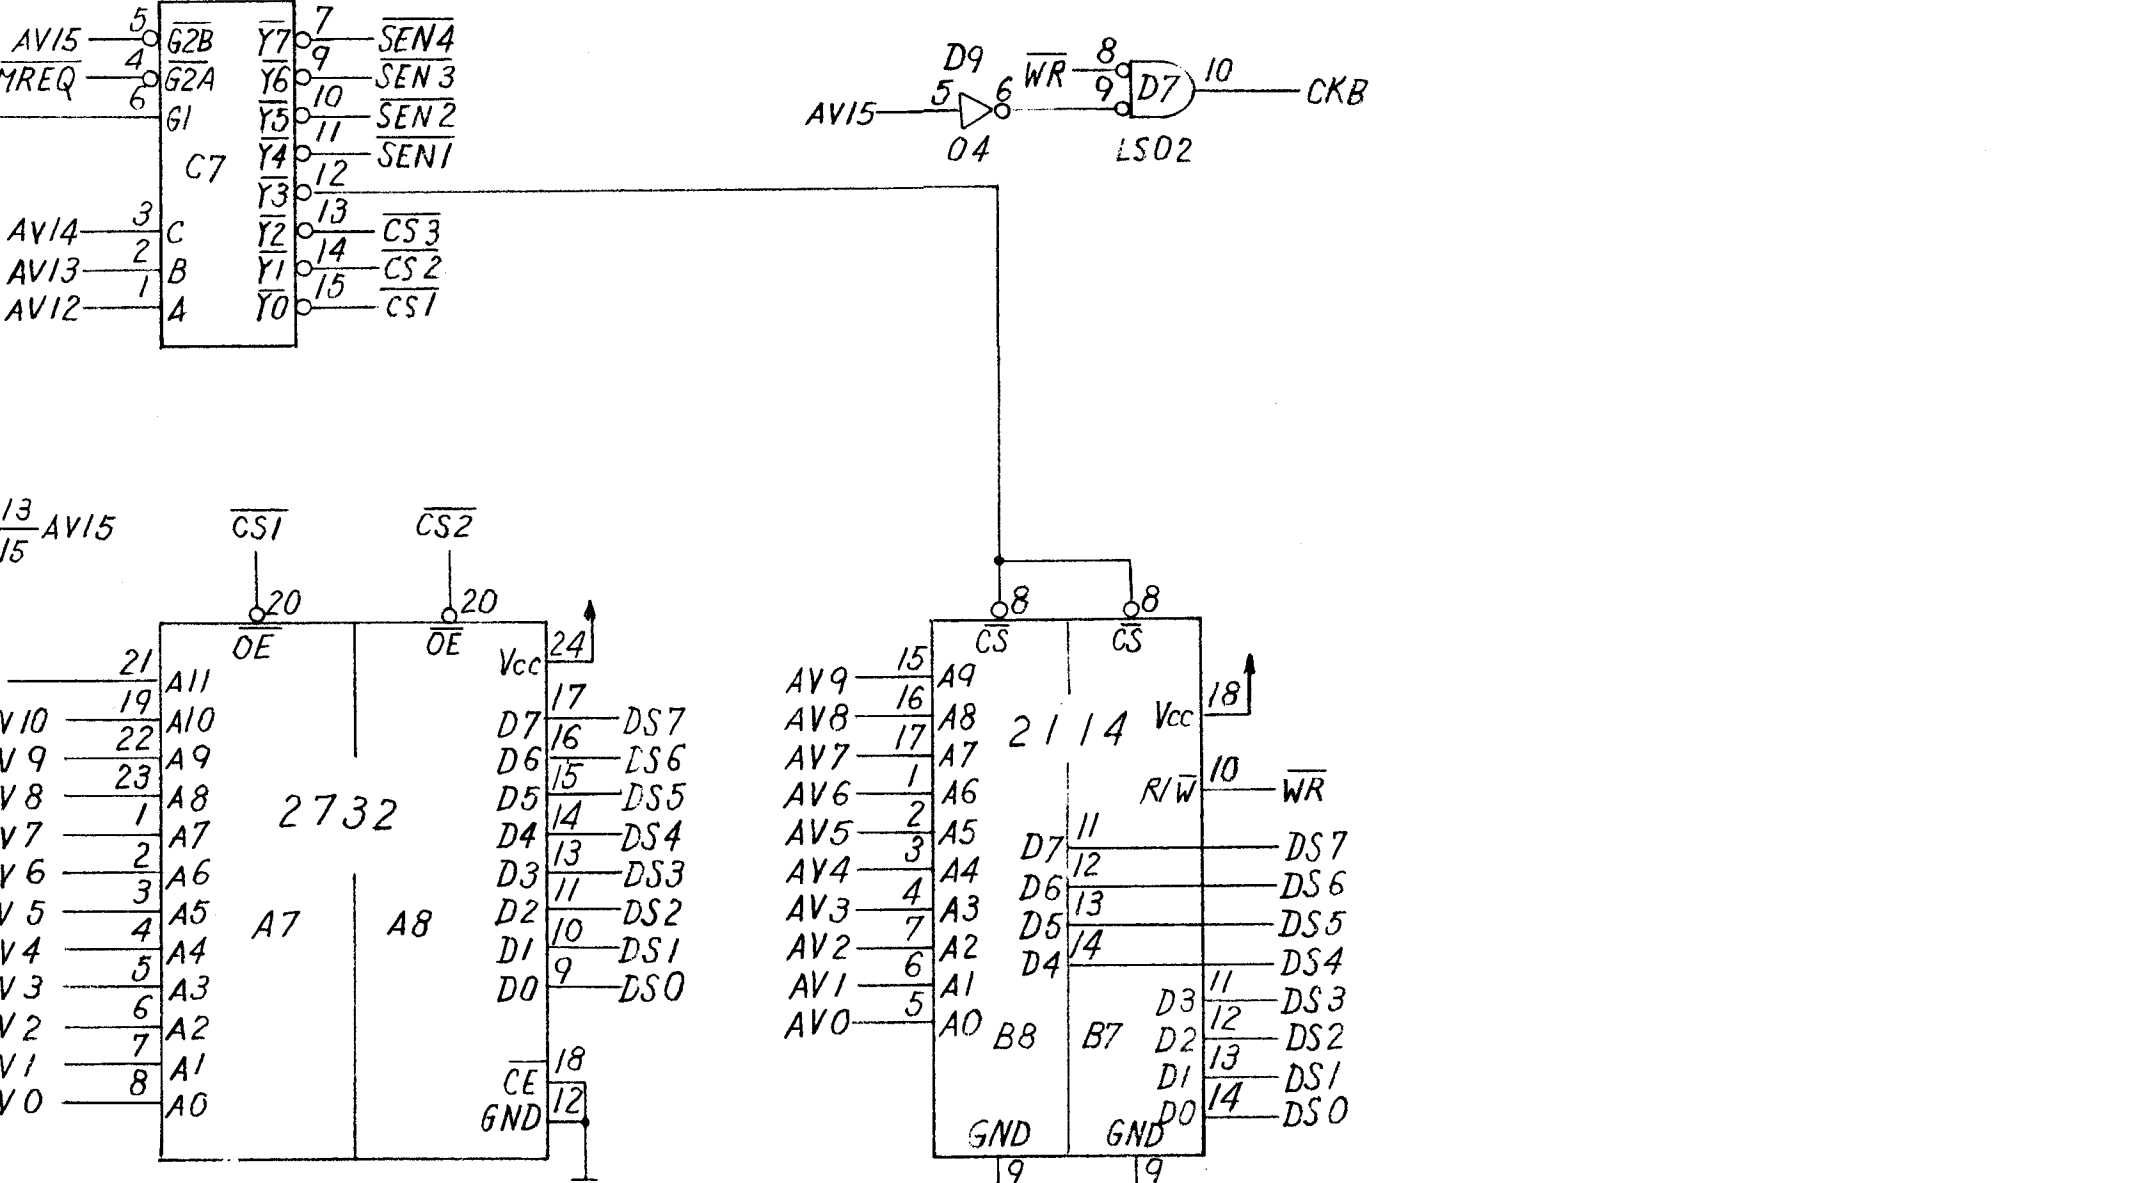 AV15 5 G2B Y7 7 SEN4
MREQ 4 G2A Y6 9 SEN3
6 G1 Y5 10 SEN2
Y4 11 SEN1
C7
Y3 12
AV14 3 C Y2 13 CS3
AV13 2 B Y1 14 CS2
AV12 1 A Y0 15 CS1
D9 WR 8
AV15 5 6 9 D7 10 CKB
04 LS02
13
15 AV15
CS1 CS2
20 20
OE OE
Vcc 24
21 A11
V10 19 A10 D7 17 DS7
V9 22 A9 D6 16 DS6
V8 23 A8 D5 15 DS5
2732
V7 1 A7 D4 14 DS4
V6 2 A6 D3 13 DS3
V5 3 A5 D2 11 DS2
A7 A8
V4 4 A4 D1 10 DS1
V3 5 A3 D0 9 DS0
V2 6 A2
V1 7 A1 CE 18
V0 8 A0 GND 12
8 8
CS CS
AV9 15 A9
AV8 16 A8 2114 Vcc 18
AV7 17 A7
AV6 1 A6 R/W 10 WR
AV5 2 A5 D7 11 DS7
AV4 3 A4 D6 12 DS6
AV3 4 A3 D5 13 DS5
AV2 7 A2 D4 14 DS4
AV1 6 A1 D3 11 DS3
AV0 5 A0 B8 B7 D2 12 DS2
D1 13 DS1
D0 14 DS0
GND GND
9 9